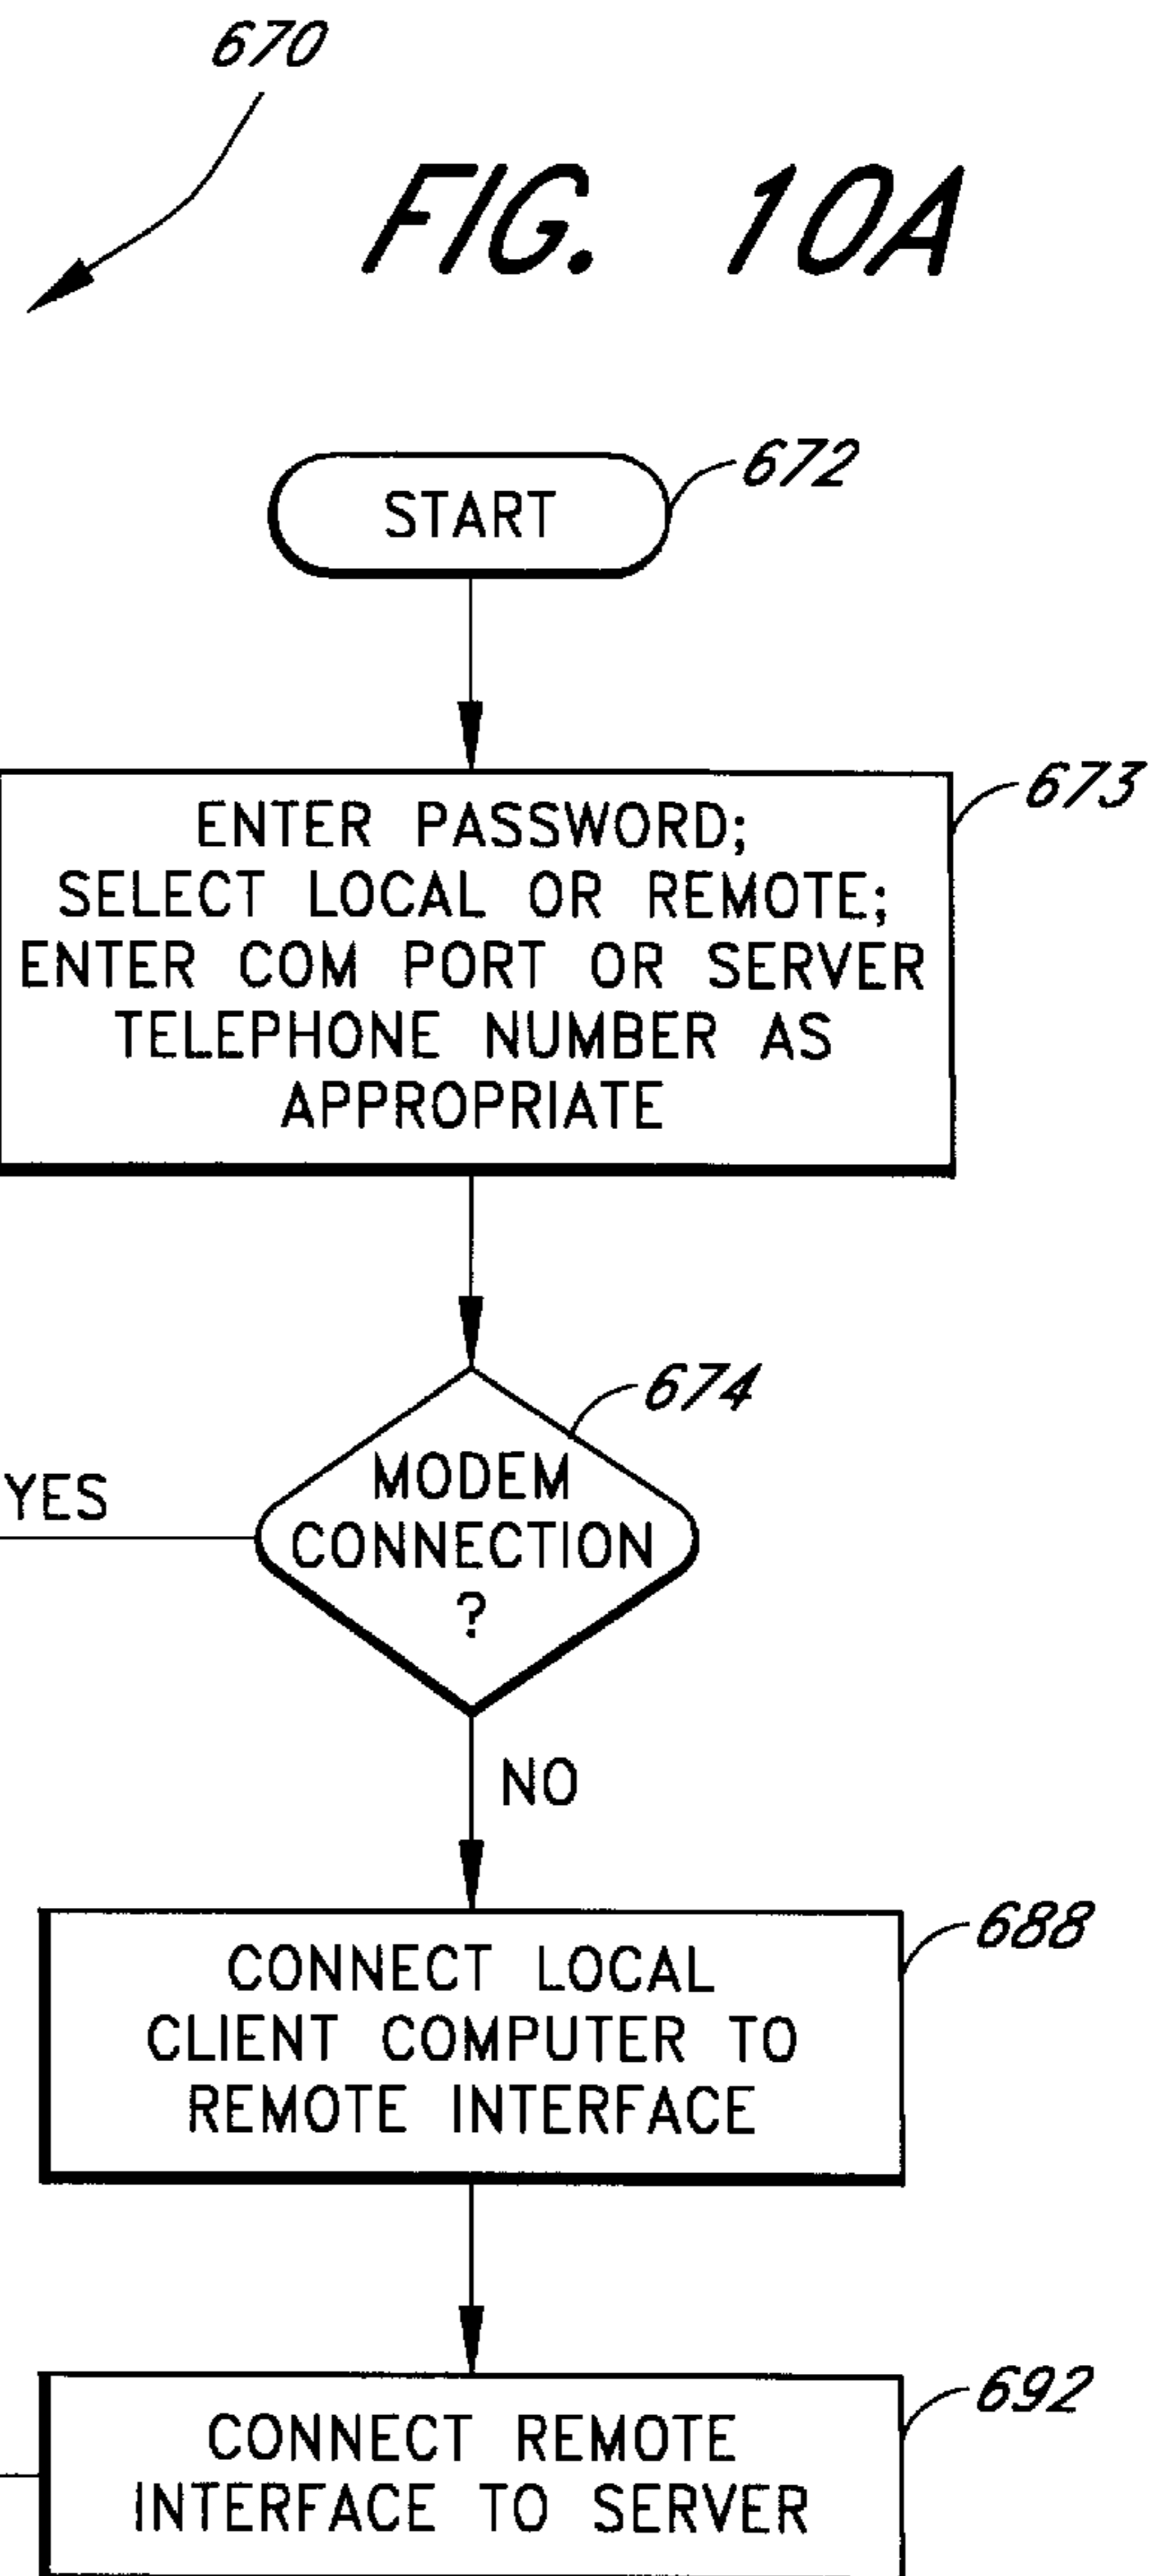 670
FIG. 10A
START
672
ENTER PASSWORD;
SELECT LOCAL OR REMOTE;
ENTER COM PORT OR SERVER
TELEPHONE NUMBER AS
APPROPRIATE
673
674
MODEM
CONNECTION
?
YES
NO
CONNECT LOCAL
CLIENT COMPUTER TO
REMOTE INTERFACE
688
CONNECT REMOTE
INTERFACE TO SERVER
692